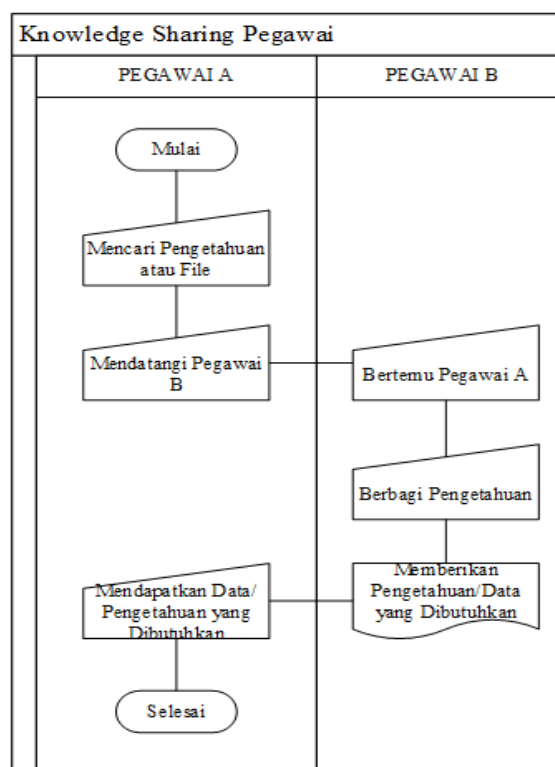 Knowledge Sharing Pegawai
PEGAWAI A
PEGAWAI B
Mulai
Mencari Pengetahuan
atau File
Mendatangi Pegawai
B
Bertemu Pegawai A
Berbagi Pengetahuan
Memberikan
Pengetahuan/Data
yang Dibutuhkan
Mendapatkan Data/
Pengetahuan yang
Dibutuhkan
Selesai